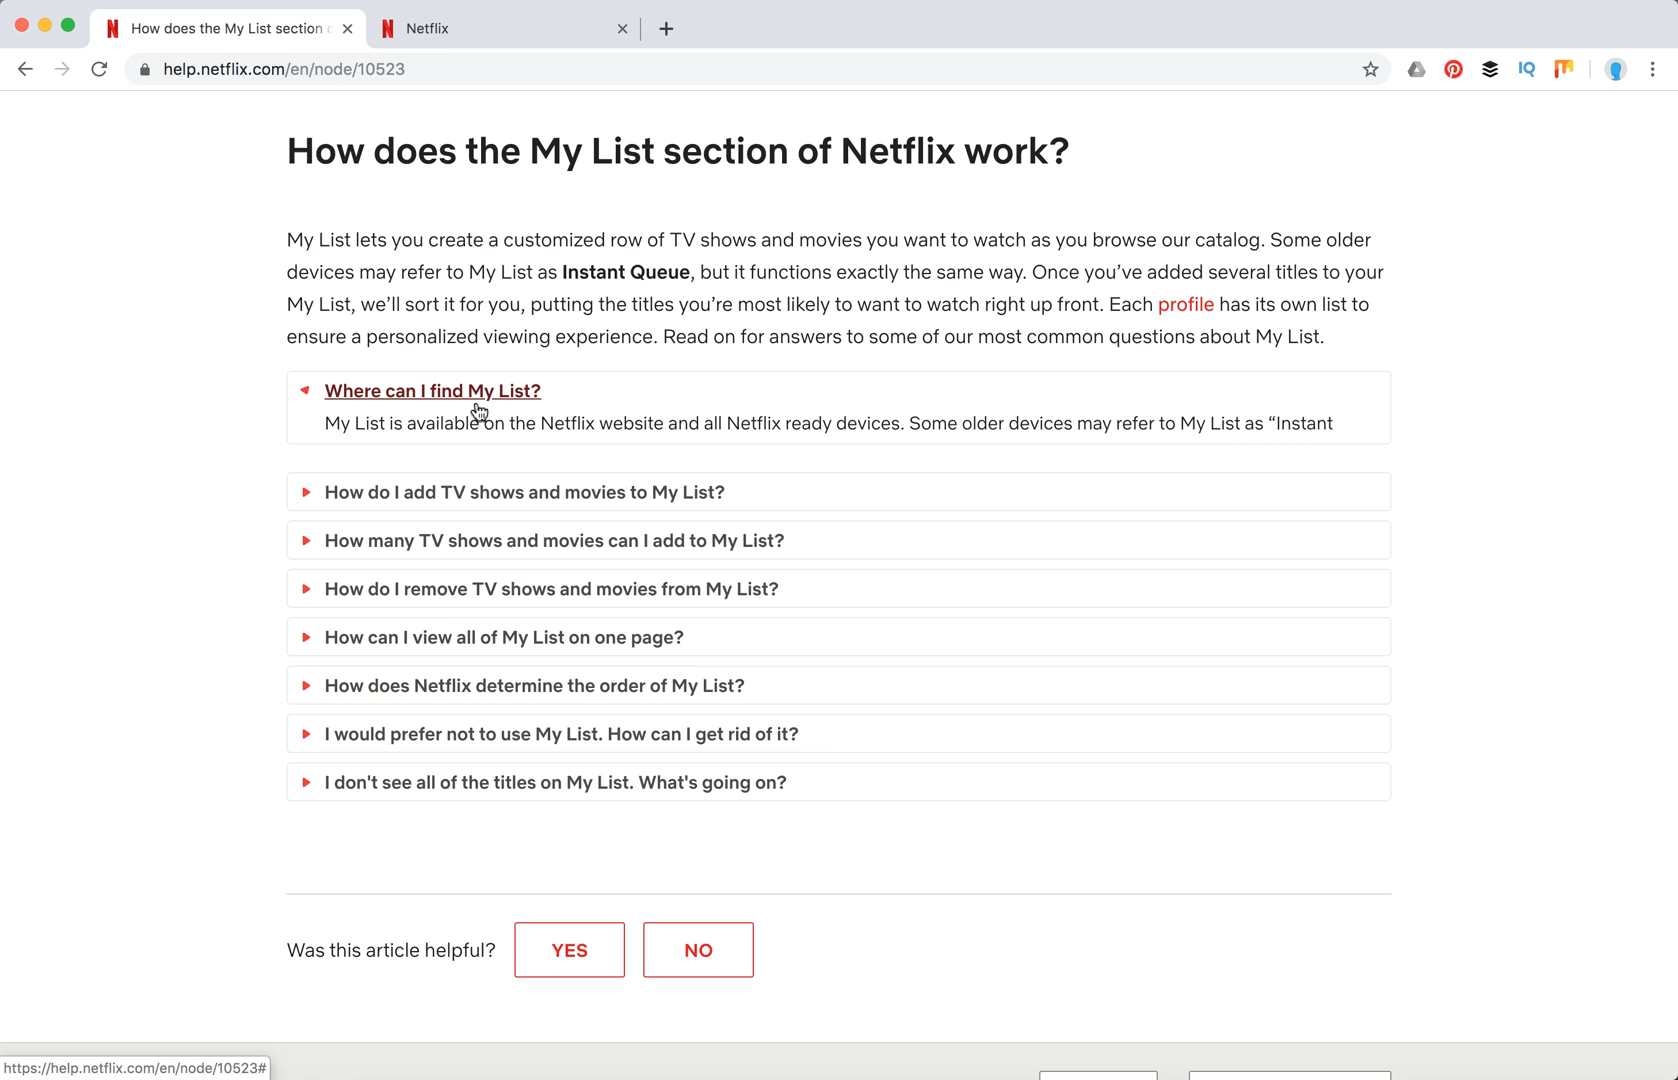 How does the My List section
Netflix
help.netflix.com/en/node/10523
IQ
How does the My List section of Netflix work?
My List lets you create a customized row of TV shows and movies you want to watch as you browse our catalog. Some older
devices may refer to My List as Instant Queue, but it functions exactly the same way. Once you’ve added several titles to your
My List, we’ll sort it for you, putting the titles you’re most likely to want to watch right up front. Each profile has its own list to
ensure a personalized viewing experience. Read on for answers to some of our most common questions about My List.
Where can I find My List?
My List is available on the Netflix website and all Netflix ready devices. Some older devices may refer to My List as “Instant
How do I add TV shows and movies to My List?
How many TV shows and movies can I add to My List?
How do I remove TV shows and movies from My List?
How can I view all of My List on one page?
How does Netflix determine the order of My List?
I would prefer not to use My List. How can I get rid of it?
I don't see all of the titles on My List. What's going on?
Was this article helpful?
YES
NO
https://help.netflix.com/en/node/10523#